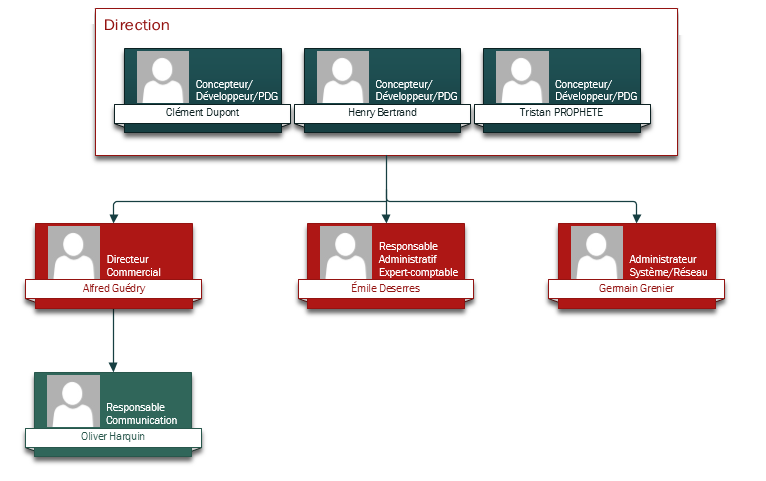 Direction
Concepteur/
Développeur/PDG
Clément Dupont
Concepteur/
Développeur/PDG
Henry Bertrand
Concepteur/
Développeur/PDG
Tristan PROPHETE
Directeur
Commercial
Alfred Guédry
Responsable
Administratif
Expert-comptable
Émile Deserres
Administrateur
Système/Réseau
Germain Grenier
Responsable
Communication
Oliver Harquin